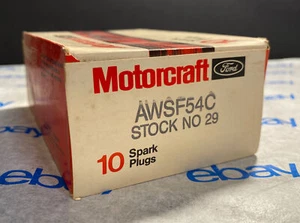 Motorcraft Ford
AWSF54C
STOCK NO 29
10 Spark
Plugs
ebay
ebay
ebay